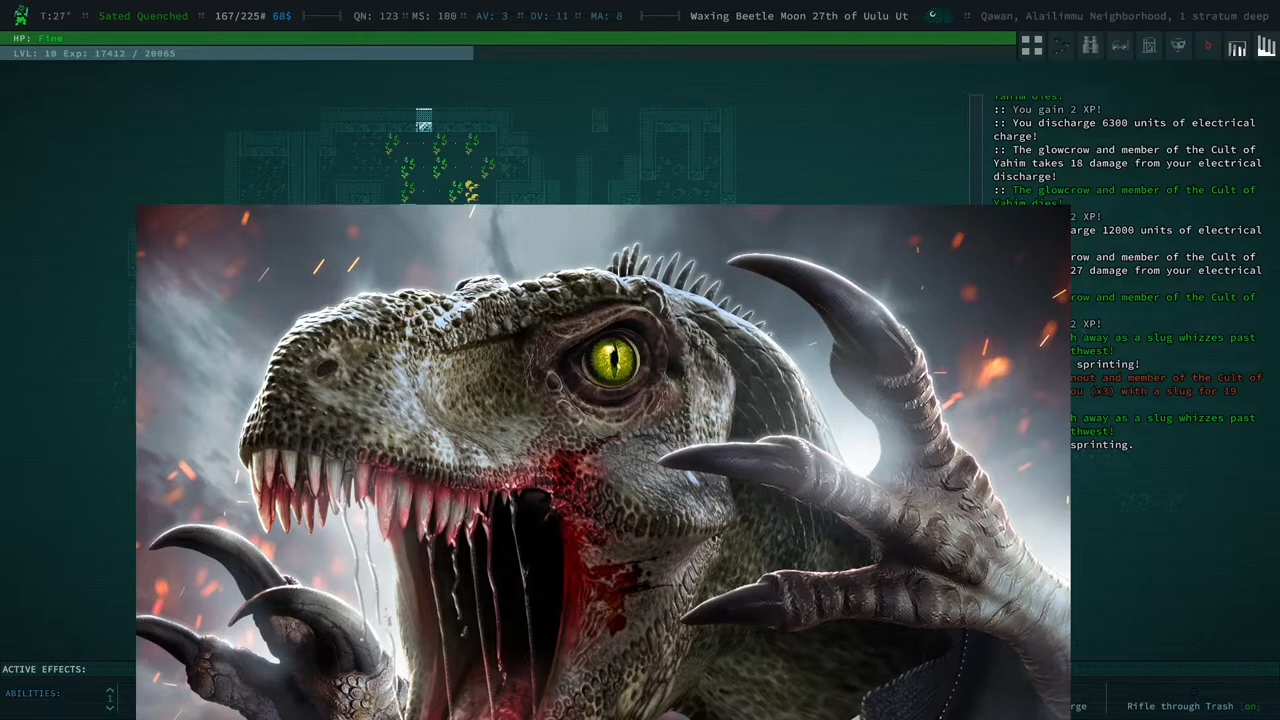 T:27° Sated Quenched 167/225# 68$ QN: 123 MS: 100 AV: 3 DV: 11 MA: 8 Waxing Beetle Moon 27th of Uulu Ut Qawan, Alailimmu Neighborhood, 1 stratum deep
HP: Fine
LVL: 10 Exp: 17412 / 20065
Yahim dies!
:: You gain 2 XP!
:: You discharge 6300 units of electrical
charge!
:: The glowcrow and member of the Cult of
Yahim takes 18 damage from your electrical
discharge!
:: The glowcrow and member of the Cult of
Yahim dies!
2 XP!
arge 12000 units of electrical
row and member of the Cult of
27 damage from your electrical
row and member of the Cult of
2 XP!
h away as a slug whizzes past
thwest!
sprinting!
nout and member of the Cult of
ou (x3) with a slug for 19
h away as a slug whizzes past
thwest!
sprinting.
ACTIVE EFFECTS:
ABILITIES: 1
rge Rifle through Trash [on]